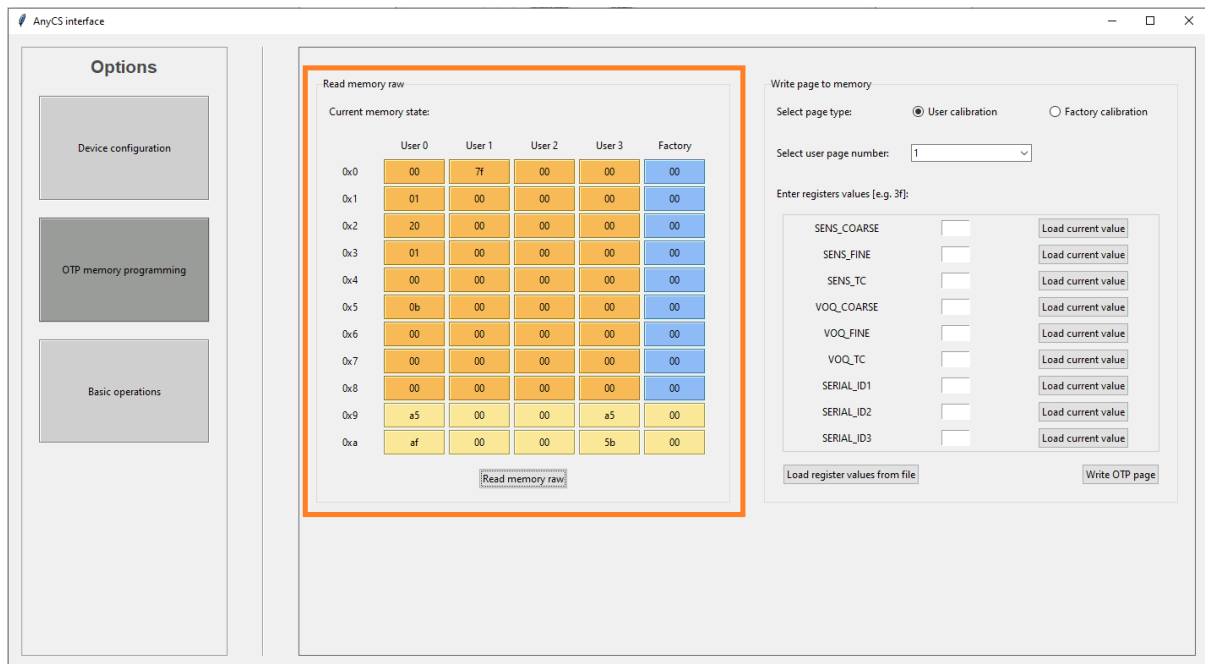 AnyCS interface
Options
Device configuration
OTP memory programming
Basic operations
Read memory raw
Current memory state:
User 0 User 1 User 2 User 3 Factory
0x0 00 7f 00 00 00
0x1 01 00 00 00 00
0x2 20 00 00 00 00
0x3 01 00 00 00 00
0x4 00 00 00 00 00
0x5 0b 00 00 00 00
0x6 00 00 00 00 00
0x7 00 00 00 00 00
0x8 00 00 00 00 00
0x9 a5 00 00 a5 00
0xa af 00 00 5b 00
Read memory raw
Write page to memory
Select page type: User calibration Factory calibration
Select user page number: 1
Enter registers values [e.g. 3f]:
SENS_COARSE Load current value
SENS_FINE Load current value
SENS_TC Load current value
VOQ_COARSE Load current value
VOQ_FINE Load current value
VOQ_TC Load current value
SERIAL_ID1 Load current value
SERIAL_ID2 Load current value
SERIAL_ID3 Load current value
Load register values from file Write OTP page